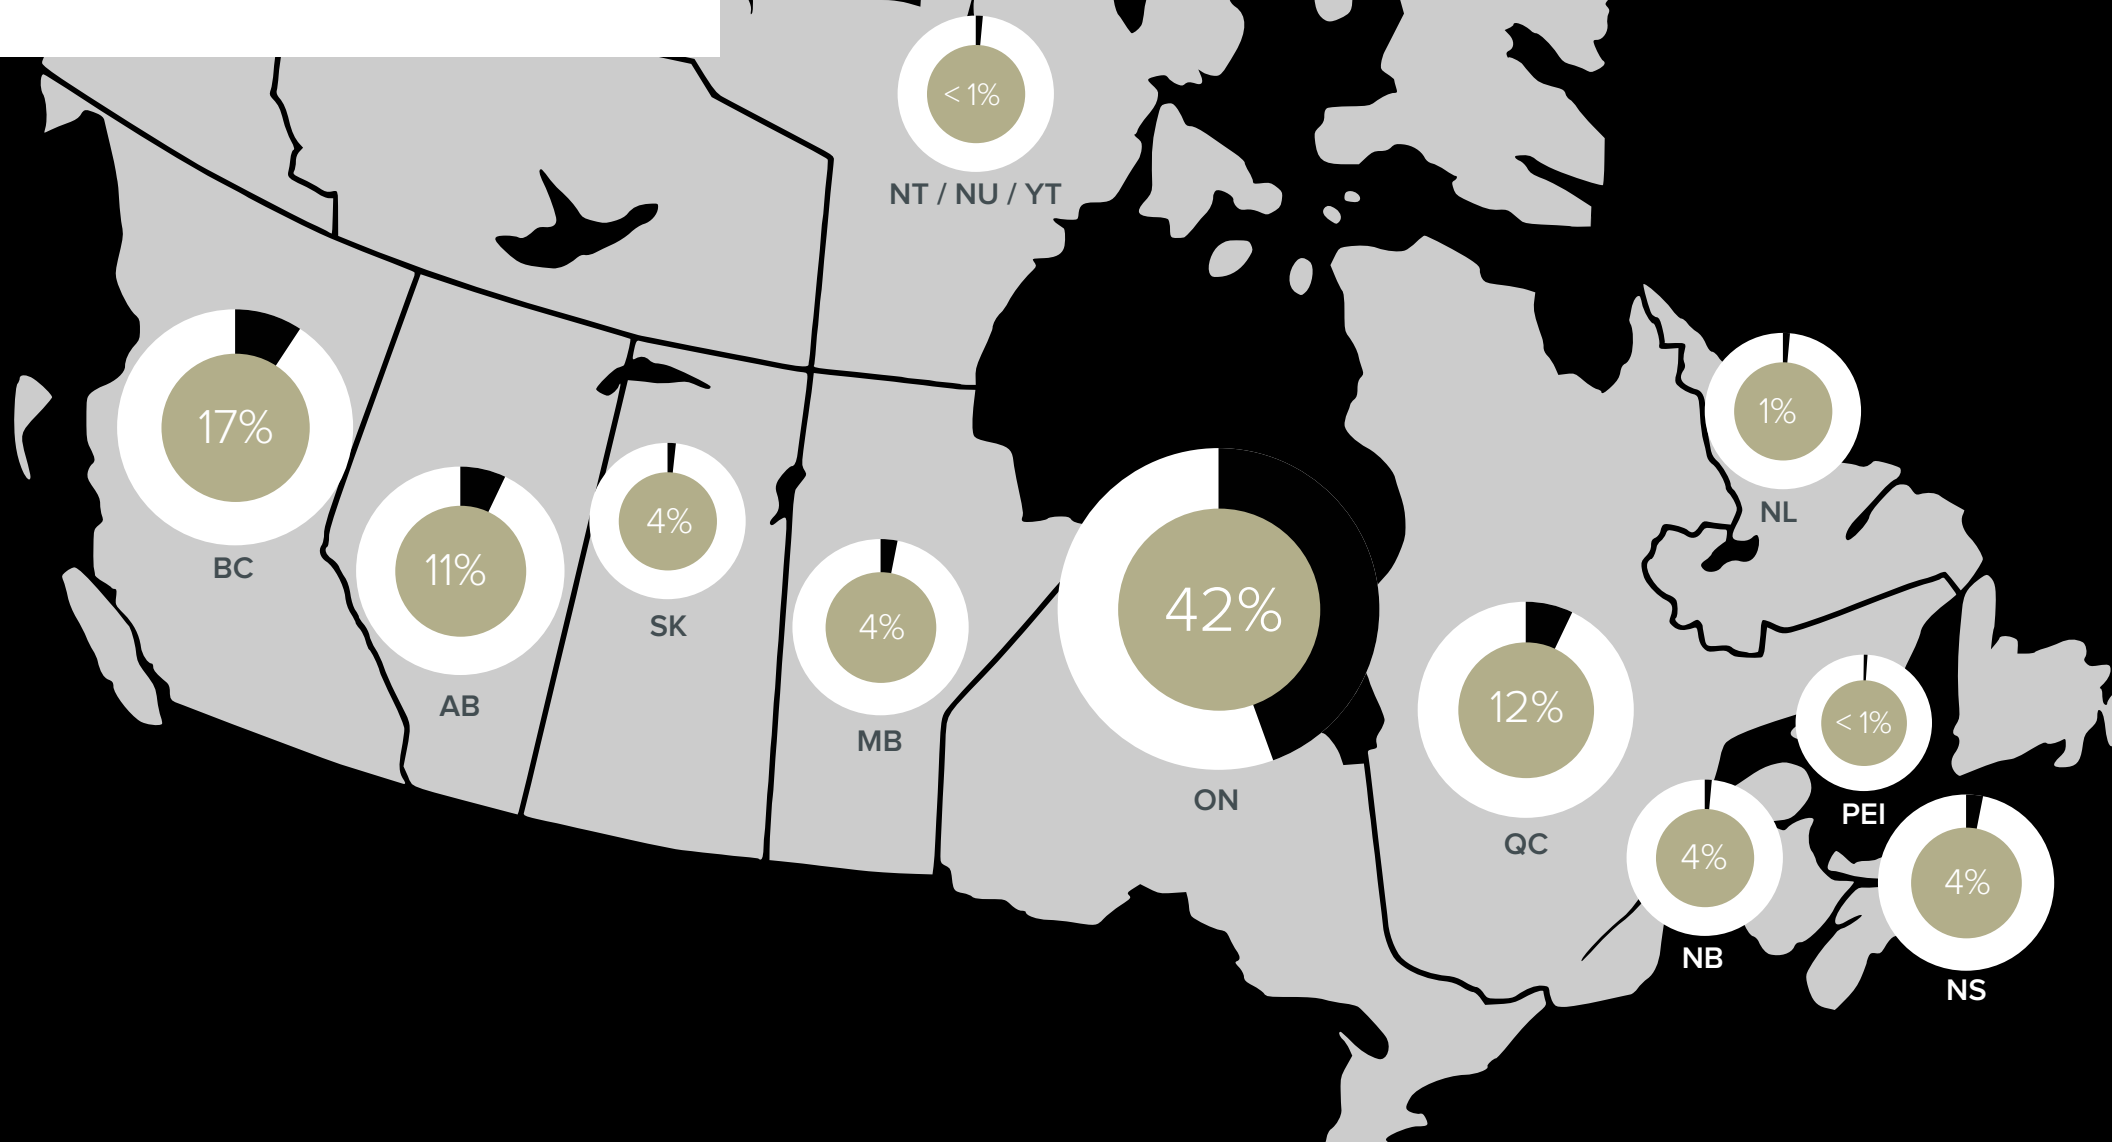 < 1%
NT / NU / YT
17%
BC
11%
AB
4%
SK
4%
MB
42%
ON
12%
QC
1%
NL
< 1%
PEI
4%
NB
4%
NS